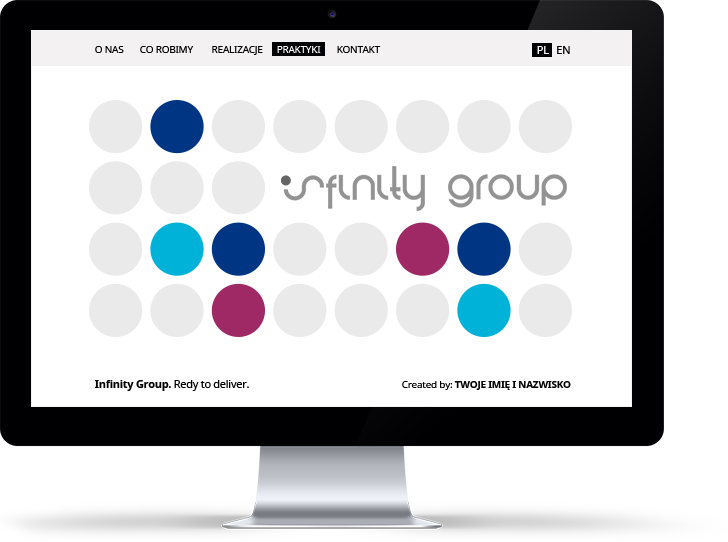 O NAS CO ROBIMY REALIZACJE PRAKTYKI KONTAKT PL EN
infinity group
Infinity Group. Redy to deliver. Created by: TWOJE IMIĘ I NAZWISKO